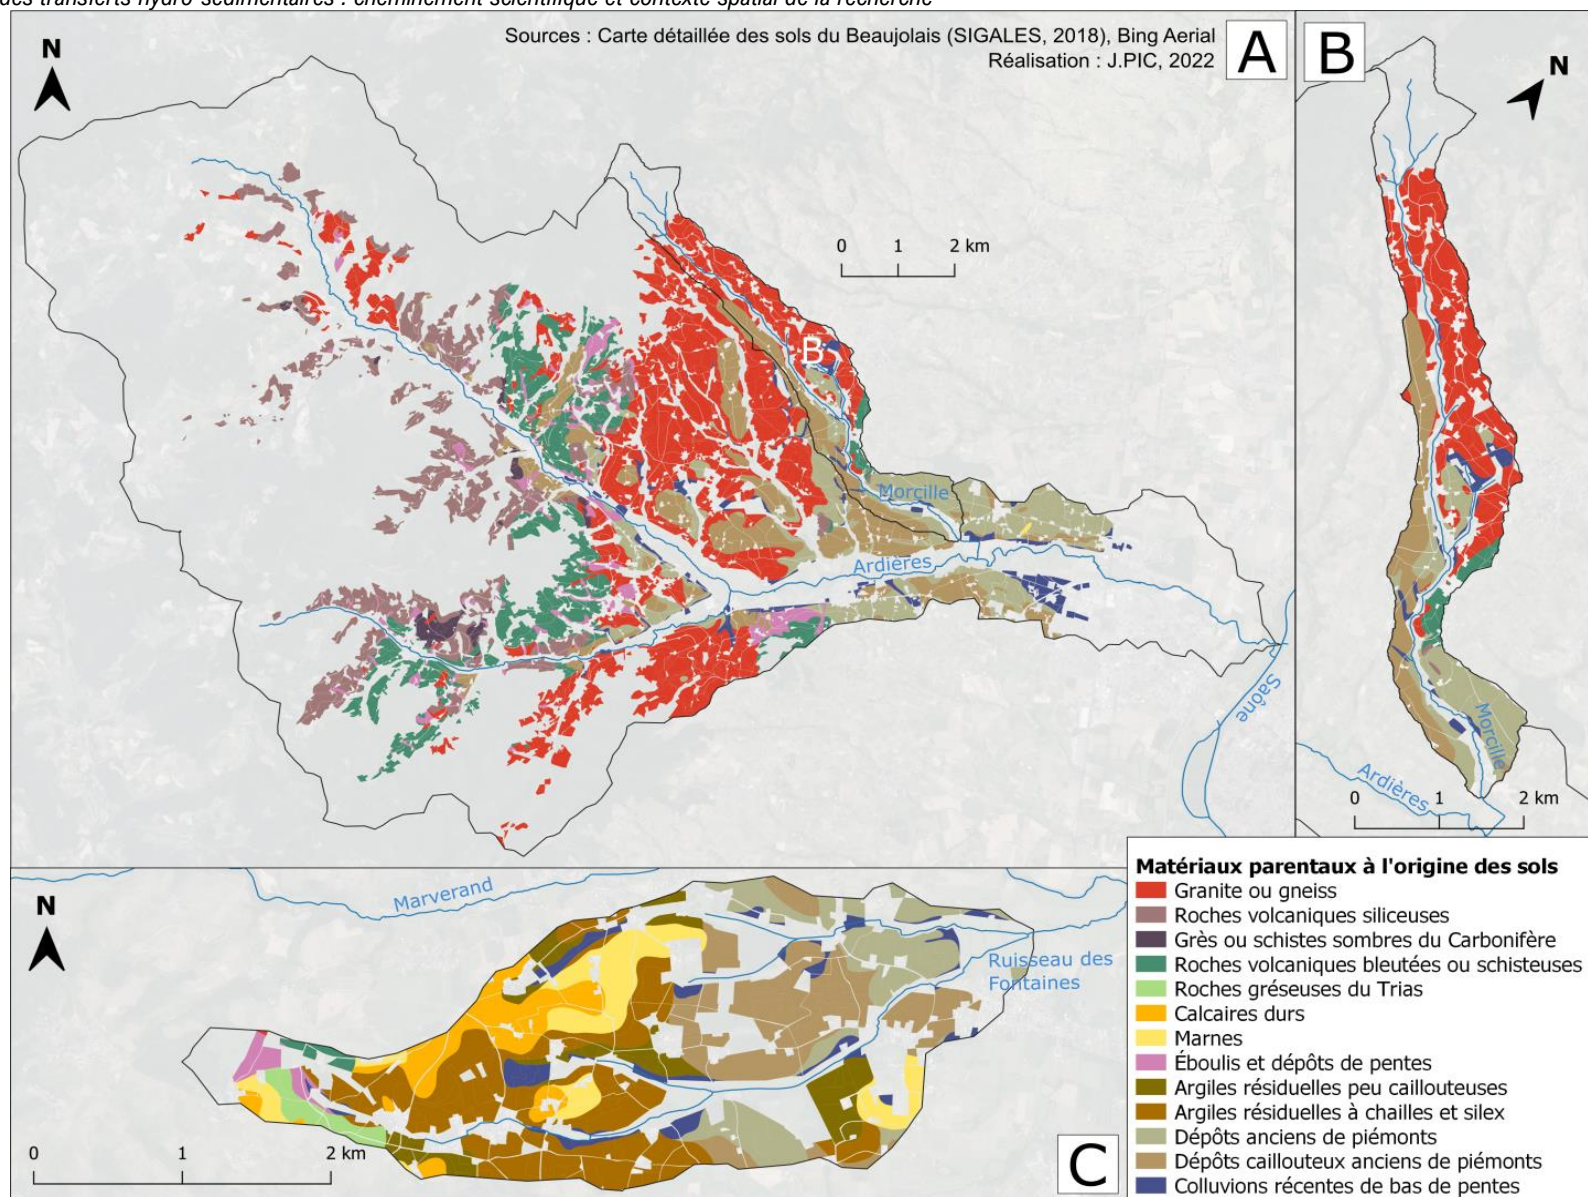 des transferts hydro-sédimentaires : cheminement scientifique et contexte spatial de la recherche
N
Sources : Carte détaillée des sols du Beaujolais (SIGALES, 2018), Bing Aerial
Réalisation : J.PIC, 2022
A
B
N
0 1 2 km
B
Morcille
Ardières
Saône
Morcille
Ardières
0 1 2 km
N
Marverand
Ruisseau des
Fontaines
0 1 2 km
C
Matériaux parentaux à l'origine des sols
Granite ou gneiss
Roches volcaniques siliceuses
Grès ou schistes sombres du Carbonifère
Roches volcaniques bleutées ou schisteuses
Roches gréseuses du Trias
Calcaires durs
Marnes
Éboulis et dépôts de pentes
Argiles résiduelles peu caillouteuses
Argiles résiduelles à chailles et silex
Dépôts anciens de piémonts
Dépôts caillouteux anciens de piémonts
Colluvions récentes de bas de pentes